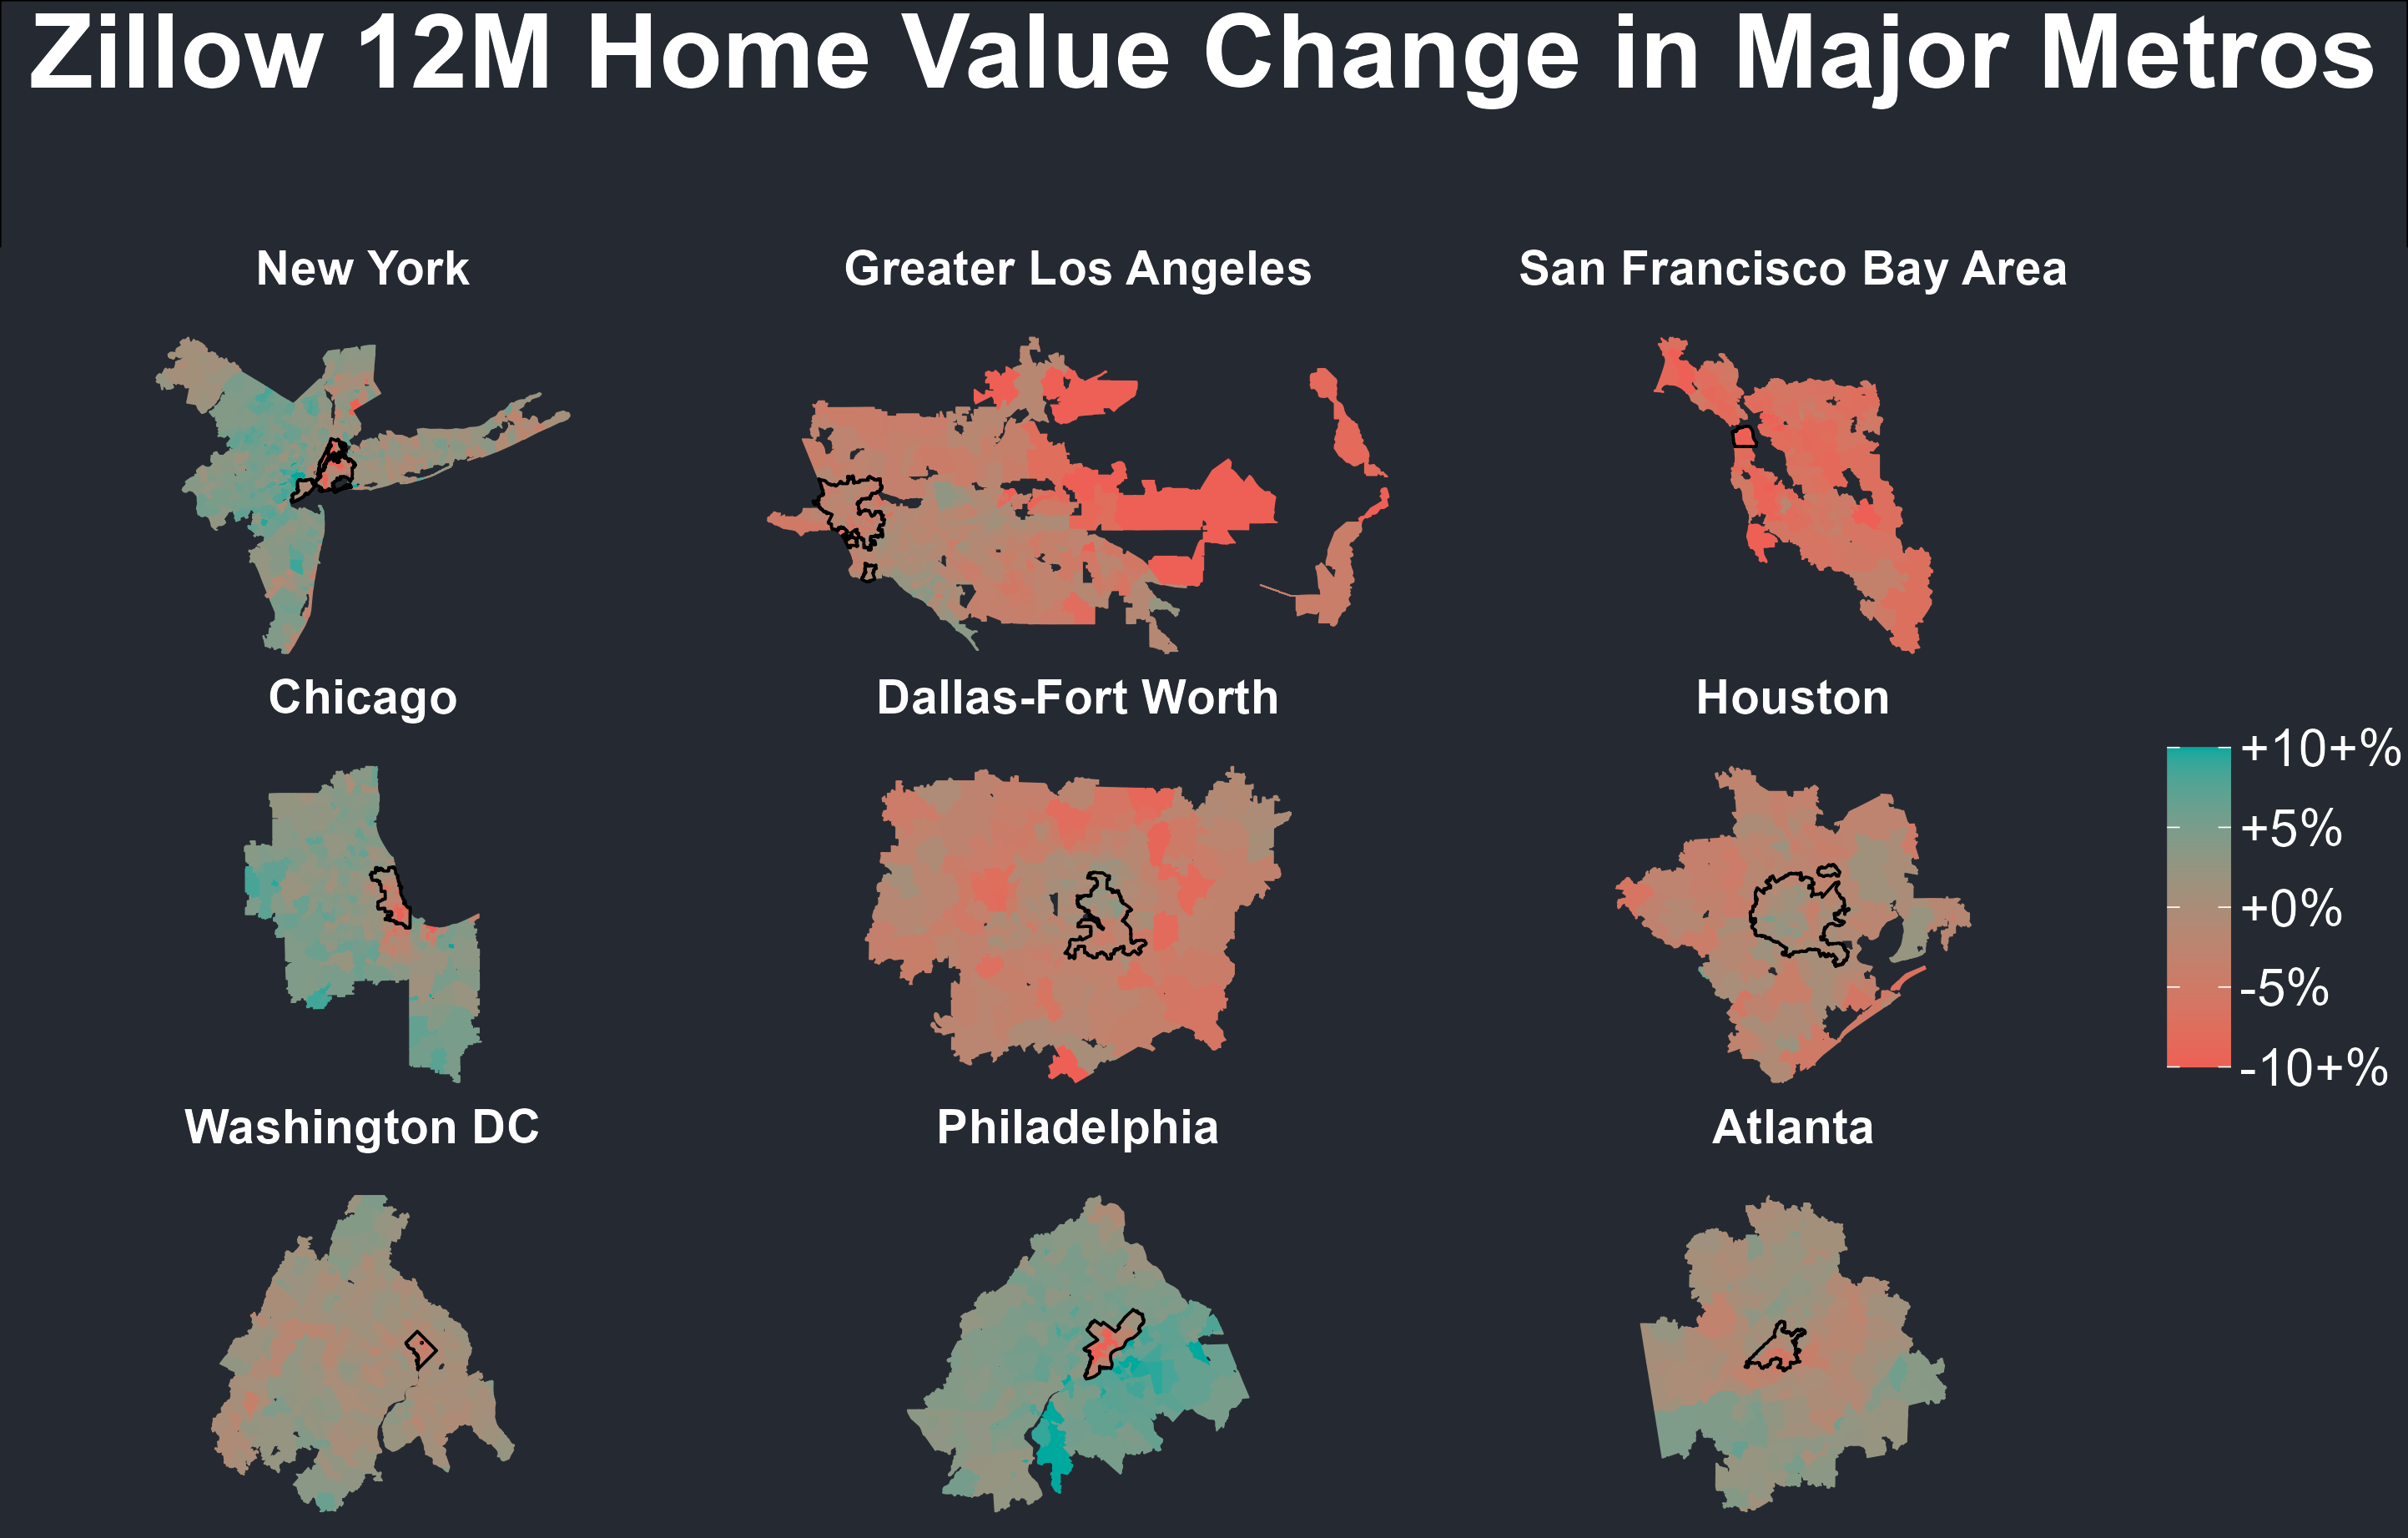 Zillow 12M Home Value Change in Major Metros
New York
Greater Los Angeles
San Francisco Bay Area
Chicago
Dallas-Fort Worth
Houston
+10+%
+5%
+0%
-5%
-10+%
Washington DC
Philadelphia
Atlanta